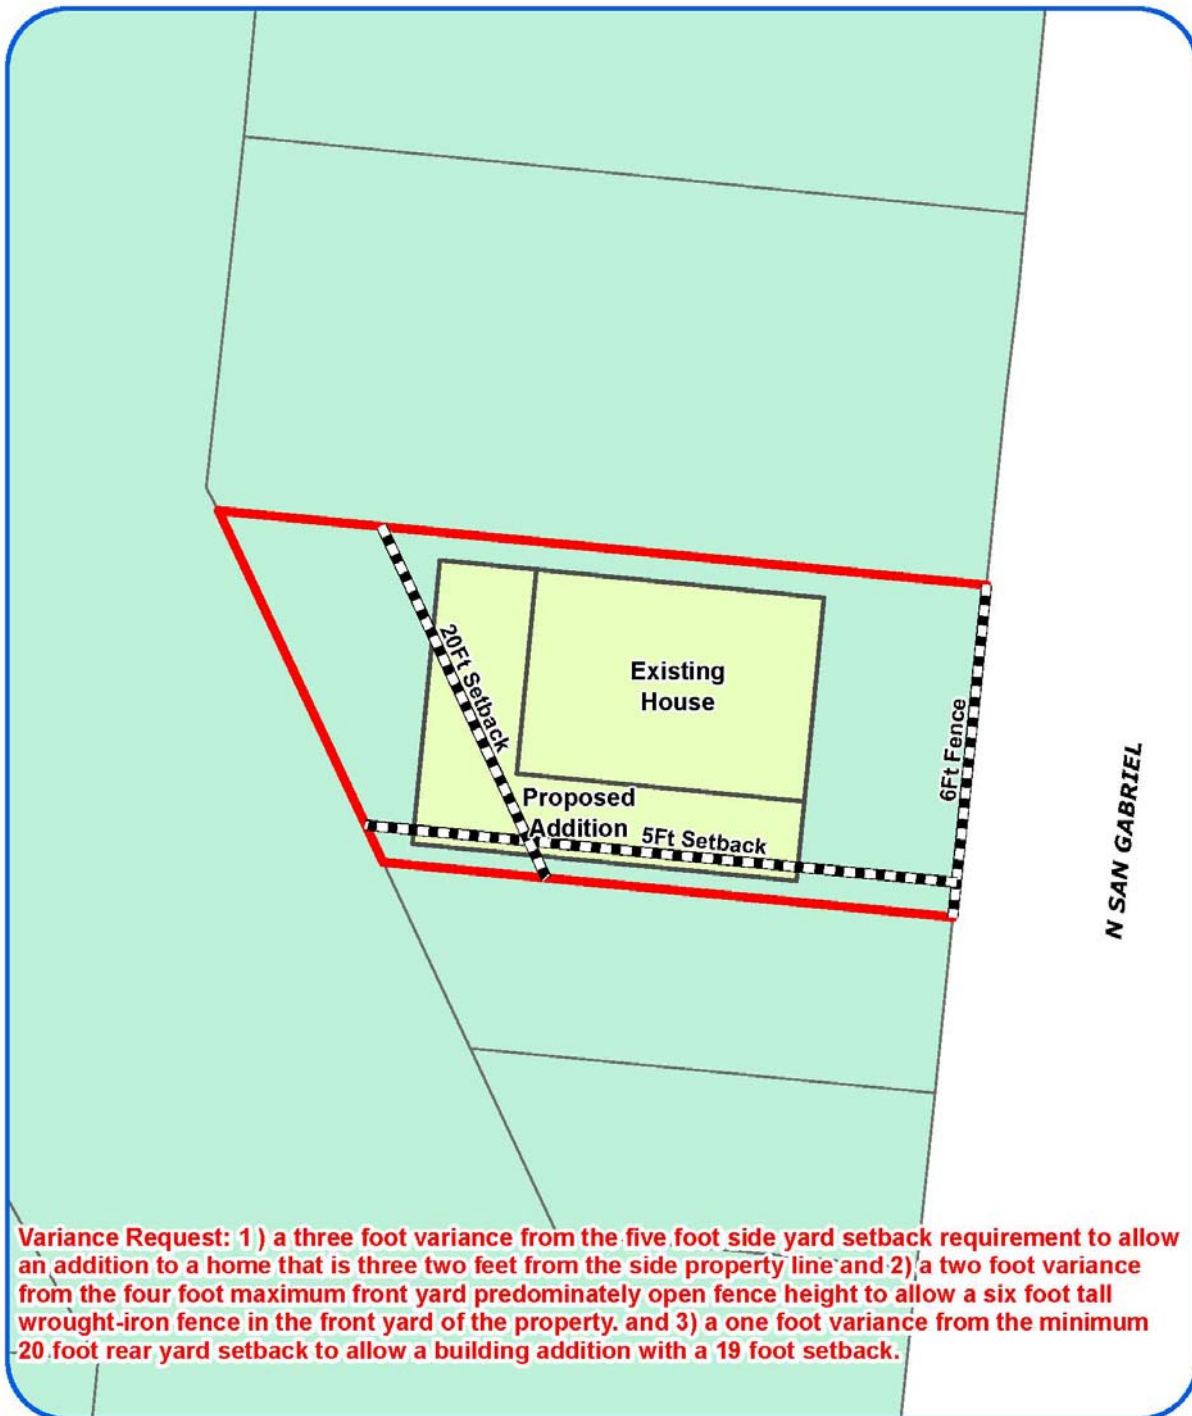 20Ft Setback
Existing
House
6Ft Fence
Proposed
Addition
5Ft Setback
N SAN GABRIEL
Variance Request: 1) a three foot variance from the five foot side yard setback requirement to allow
an addition to a home that is three two feet from the side property line and 2) a two foot variance
from the four foot maximum front yard predominately open fence height to allow a six foot tall
wrought-iron fence in the front yard of the property. and 3) a one foot variance from the minimum
20 foot rear yard setback to allow a building addition with a 19 foot setback.